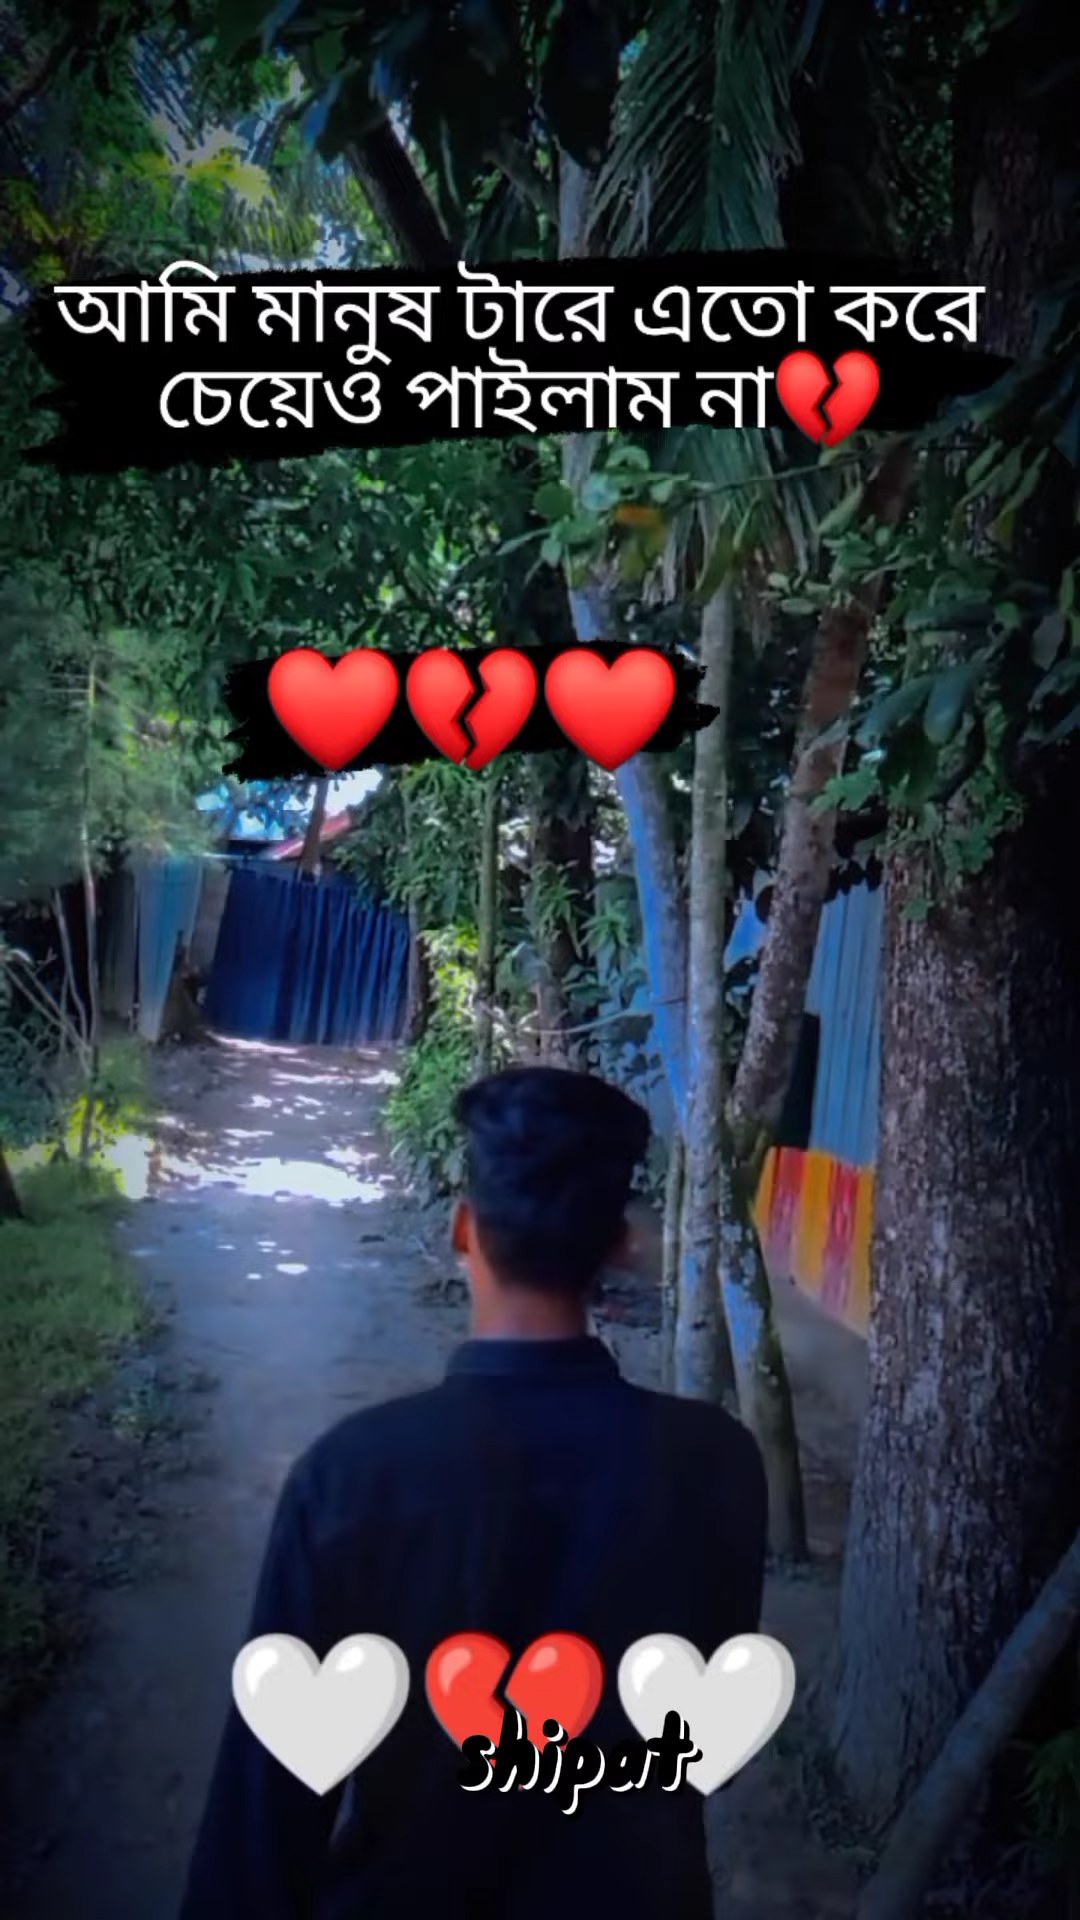 আমি মানুষ টারে এতো করে
চেয়েও পাইলাম না💔
❤️💔❤️
🤍💔🤍
shipat